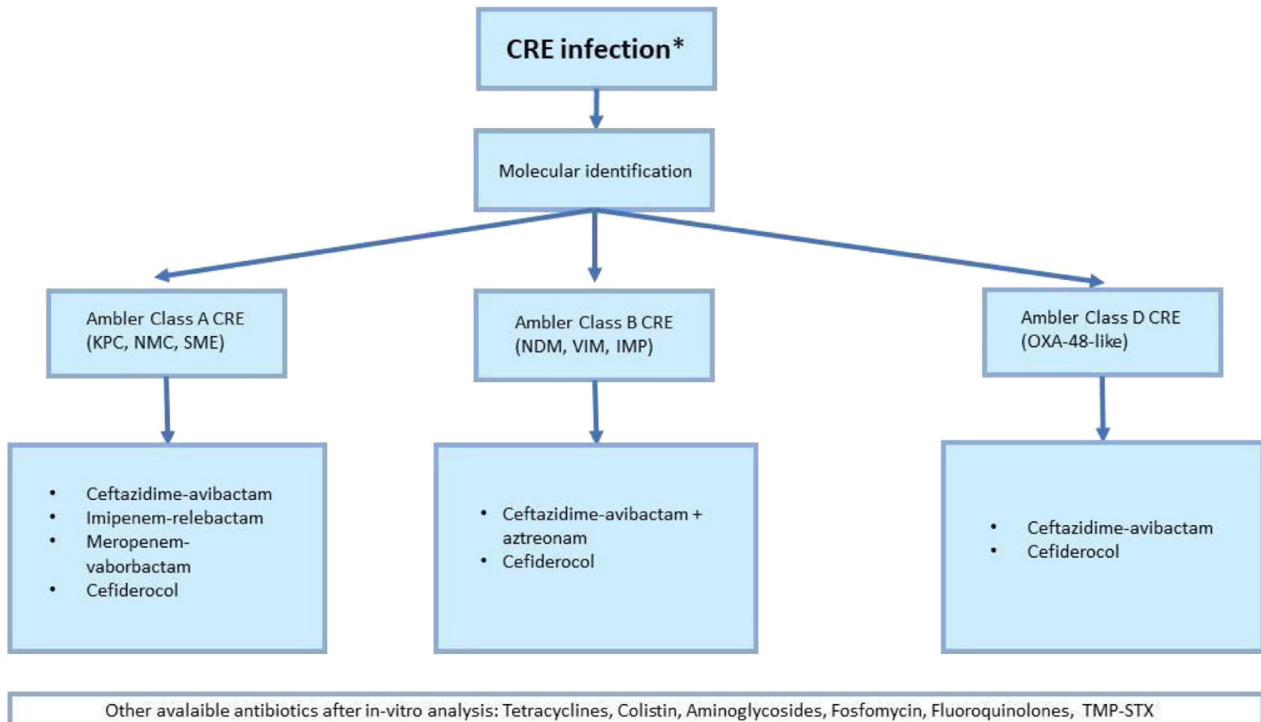 CRE infection*
Molecular identification
Ambler Class A CRE
(KPC, NMC, SME)
Ambler Class B CRE
(NDM, VIM, IMP)
Ambler Class D CRE
(OXA-48-like)
• Ceftazidime-avibactam
• Imipenem-relebactam
• Meropenem-
vaborbactam
• Cefiderocol
• Ceftazidime-avibactam +
aztreonam
• Cefiderocol
• Ceftazidime-avibactam
• Cefiderocol
Other avalaible antibiotics after in-vitro analysis: Tetracyclines, Colistin, Aminoglycosides, Fosfomycin, Fluoroquinolones, TMP-STX